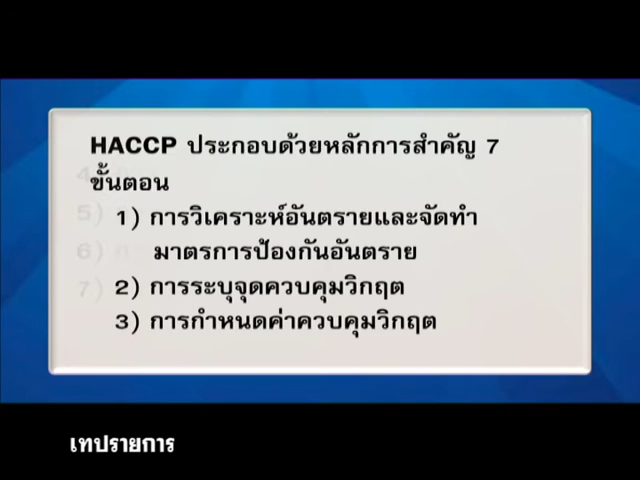 HACCP ประกอบด้วยหลักการสำคัญ 7
ขั้นตอน
1) การวิเคราะห์อันตรายและจัดทำ
มาตรการป้องกันอันตราย
2) การระบุจุดควบคุมวิกฤต
3) การกำหนดค่าควบคุมวิกฤต
4)
5)
6)
7)
เทปรายการ